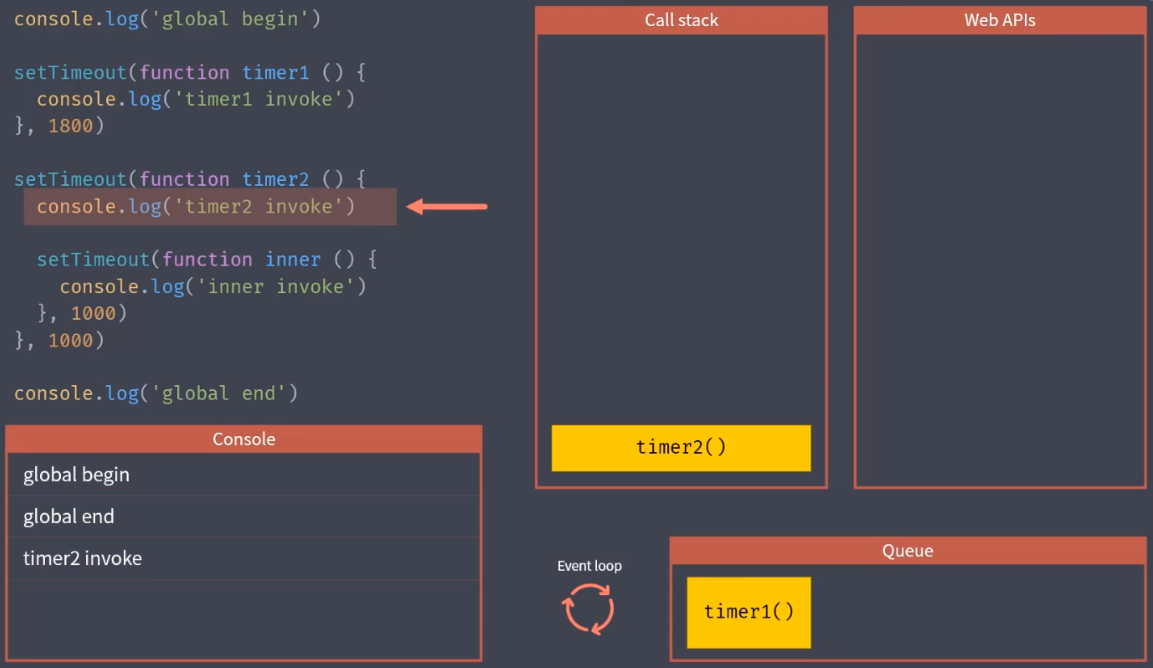 console.log('global begin')
setTimeout(function timer1 () {
  console.log('timer1 invoke')
}, 1800)
setTimeout(function timer2 () {
  console.log('timer2 invoke')
  setTimeout(function inner () {
    console.log('inner invoke')
  }, 1000)
}, 1000)
console.log('global end')
Console
global begin
global end
timer2 invoke
Call stack
timer2()
Web APIs
Event loop
Queue
timer1()